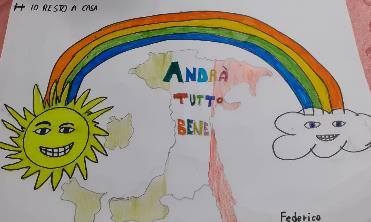 # IO RESTO A CASA
ANDRÀ
TUTTO
BENE
Federico